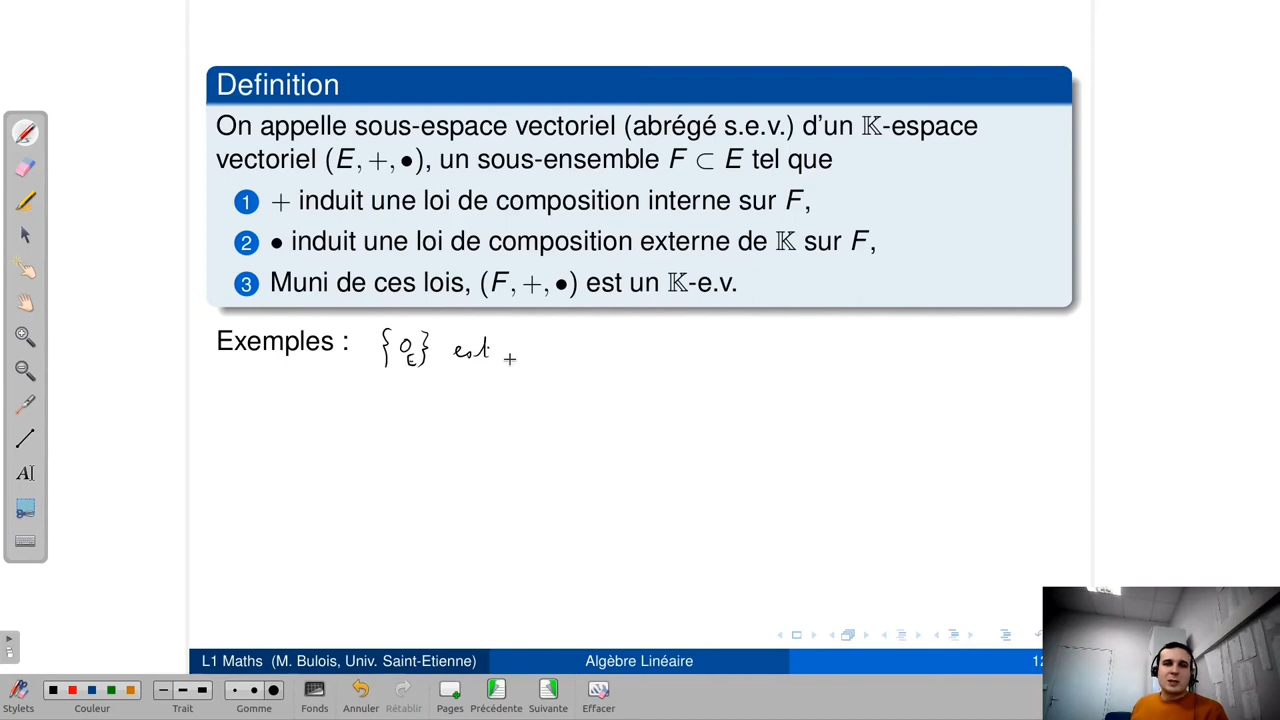 Definition
On appelle sous-espace vectoriel (abrégé s.e.v.) d'un 𝕂-espace
vectoriel (E, +, •), un sous-ensemble F ⊂ E tel que
1 + induit une loi de composition interne sur F,
2 • induit une loi de composition externe de 𝕂 sur F,
3 Muni de ces lois, (F, +, •) est un 𝕂-e.v.
Exemples : {0_E} est
L1 Maths (M. Bulois, Univ. Saint-Etienne) Algèbre Linéaire 12
Stylets Couleur Trait Gomme Fonds Annuler Rétablir Pages Précédente Suivante Effacer